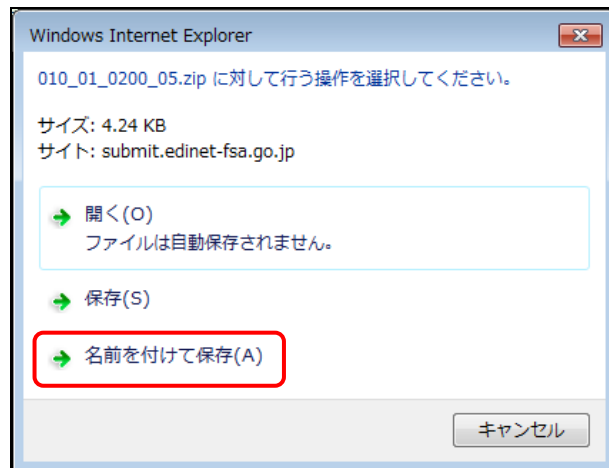 Windows Internet Explorer
010_01_0200_05.zip に対して行う操作を選択してください。
サイズ: 4.24 KB
サイト: submit.edinet-fsa.go.jp
開く(O)
ファイルは自動保存されません。
保存(S)
名前を付けて保存(A)
キャンセル